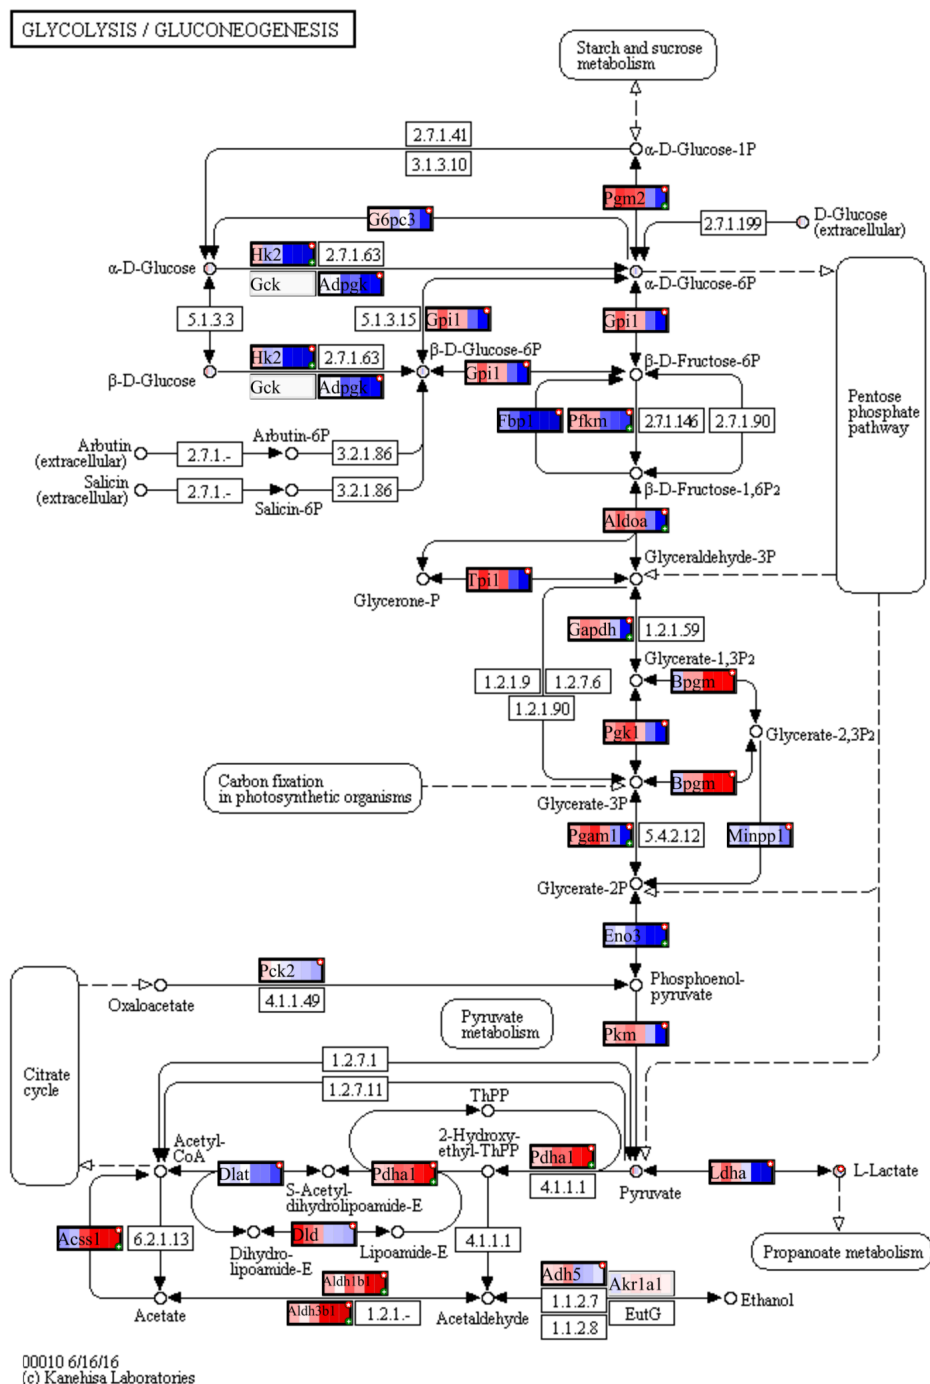 GLYCOLYSIS / GLUCONEOGENESIS
Starch and sucrose
metabolism
2.7.1.41
3.1.3.10
α-D-Glucose-1P
Pgm2
G6pc3
2.7.1.199
D-Glucose
(extracellular)
Hk2
2.7.1.63
α-D-Glucose
Gck
Adpgk
α-D-Glucose-6P
5.1.3.3
5.1.3.15
Gpi1
Gpi1
Hk2
2.7.1.63
β-D-Glucose-6P
β-D-Fructose-6P
Gpi1
β-D-Glucose
Gck
Adpgk
Pentose
phosphate
pathway
Fbp1
Pfkm
2.7.1.146
2.7.1.90
Arbutin
(extracellular)
2.7.1.-
Arbutin-6P
3.2.1.86
Salicin
(extracellular)
2.7.1.-
Salicin-6P
3.2.1.86
β-D-Fructose-1,6P2
Aldoa
Glyceraldehyde-3P
Tpi1
Glycerone-P
Gapdh
1.2.1.59
Glycerate-1,3P2
1.2.1.9
1.2.7.6
Bpgm
1.2.1.90
Pgk1
Glycerate-2,3P2
Carbon fixation
in photosynthetic organisms
Bpgm
Glycerate-3P
Pgam1
5.4.2.12
Minpp1
Glycerate-2P
Eno3
Pck2
Oxaloacetate
4.1.1.49
Phosphoenol-
pyruvate
Pyruvate
metabolism
Pkm
Citrate
cycle
1.2.7.1
1.2.7.11
ThPP
Acetyl-
CoA
2-Hydroxy-
ethyl-ThPP
Dlat
S-Acetyl-
dihydrolipoamide-E
Pdha1
Pdha1
4.1.1.1
Pyruvate
Ldha
L-Lactate
Acss1
6.2.1.13
Dihydro-
lipoamide-E
Dld
Lipoamide-E
4.1.1.1
Propanoate metabolism
Aldh1b1
Adh5
Akr1a1
Acetate
Aldh3b1
1.2.1.-
Acetaldehyde
1.1.2.7
EutG
Ethanol
1.1.2.8
00010 6/16/16
(c) Kanehisa Laboratories